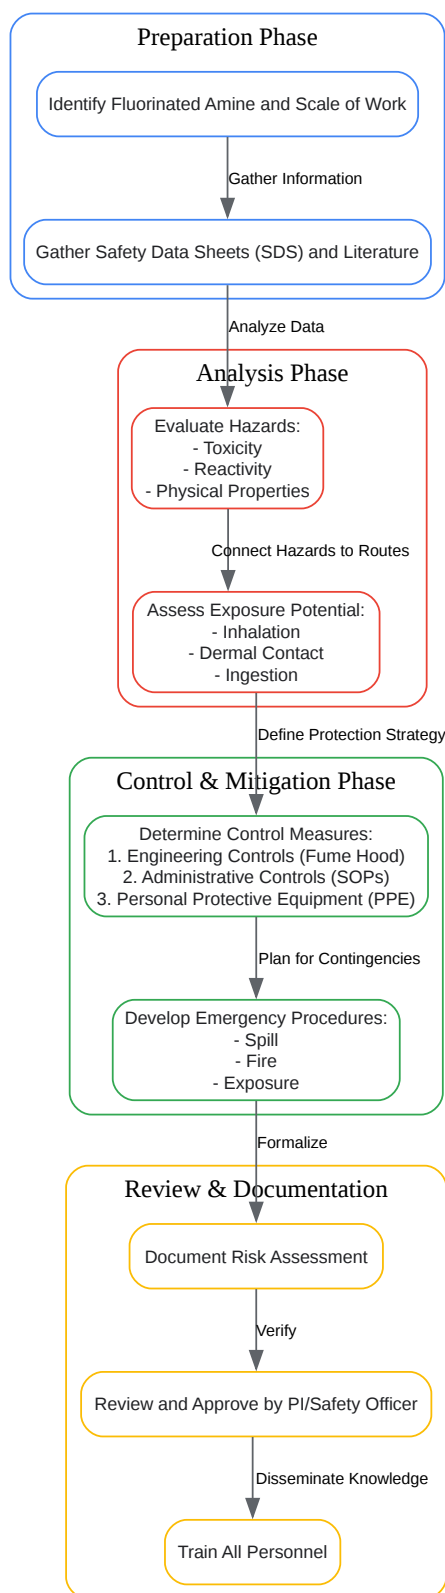 Preparation Phase
Identify Fluorinated Amine and Scale of Work
Gather Information
Gather Safety Data Sheets (SDS) and Literature
Analyze Data
Analysis Phase
Evaluate Hazards:
- Toxicity
- Reactivity
- Physical Properties
Connect Hazards to Routes
Assess Exposure Potential:
- Inhalation
- Dermal Contact
- Ingestion
Define Protection Strategy
Control & Mitigation Phase
Determine Control Measures:
1. Engineering Controls (Fume Hood)
2. Administrative Controls (SOPs)
3. Personal Protective Equipment (PPE)
Plan for Contingencies
Develop Emergency Procedures:
- Spill
- Fire
- Exposure
Formalize
Review & Documentation
Document Risk Assessment
Verify
Review and Approve by PI/Safety Officer
Disseminate Knowledge
Train All Personnel